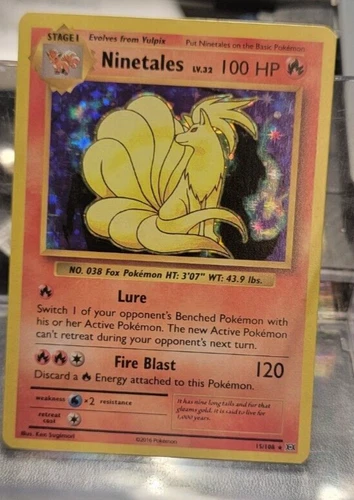 STAGE 1 Evolves from Vulpix Put Ninetales on the Basic Pokémon
Ninetales LV.32 100 HP
NO. 038 Fox Pokémon HT: 3'07" WT: 43.9 lbs.
Lure
Switch 1 of your opponent's Benched Pokémon with
his or her Active Pokémon. The new Active Pokémon
can't retreat during your opponent's next turn.
Fire Blast 120
Discard a Energy attached to this Pokémon.
weakness ×2 resistance
retreat
cost
It has nine long tails and fur that
gleams gold. It is said to live for
1,000 years.
Illus. Ken Sugimori ©2016 Pokémon 15/108